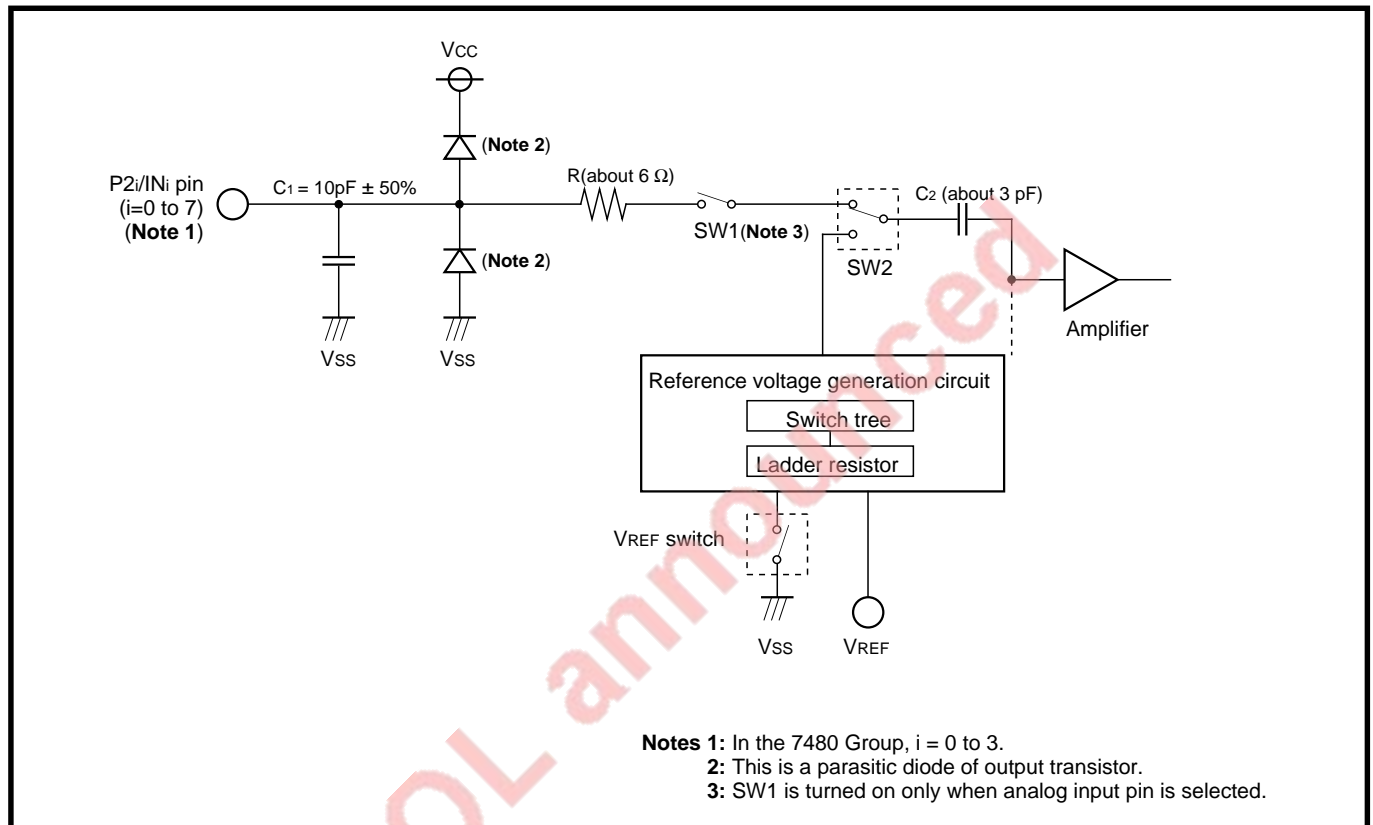 VCC
(Note 2)
P2i/INi pin
(i=0 to 7)
(Note 1)
C1 = 10pF ± 50%
R(about 6 Ω)
SW1(Note 3)
C2 (about 3 pF)
SW2
(Note 2)
Amplifier
VSS
VSS
Reference voltage generation circuit
Switch tree
Ladder resistor
VREF switch
VSS
VREF
Notes 1: In the 7480 Group, i = 0 to 3.
2: This is a parasitic diode of output transistor.
3: SW1 is turned on only when analog input pin is selected.
OL announced